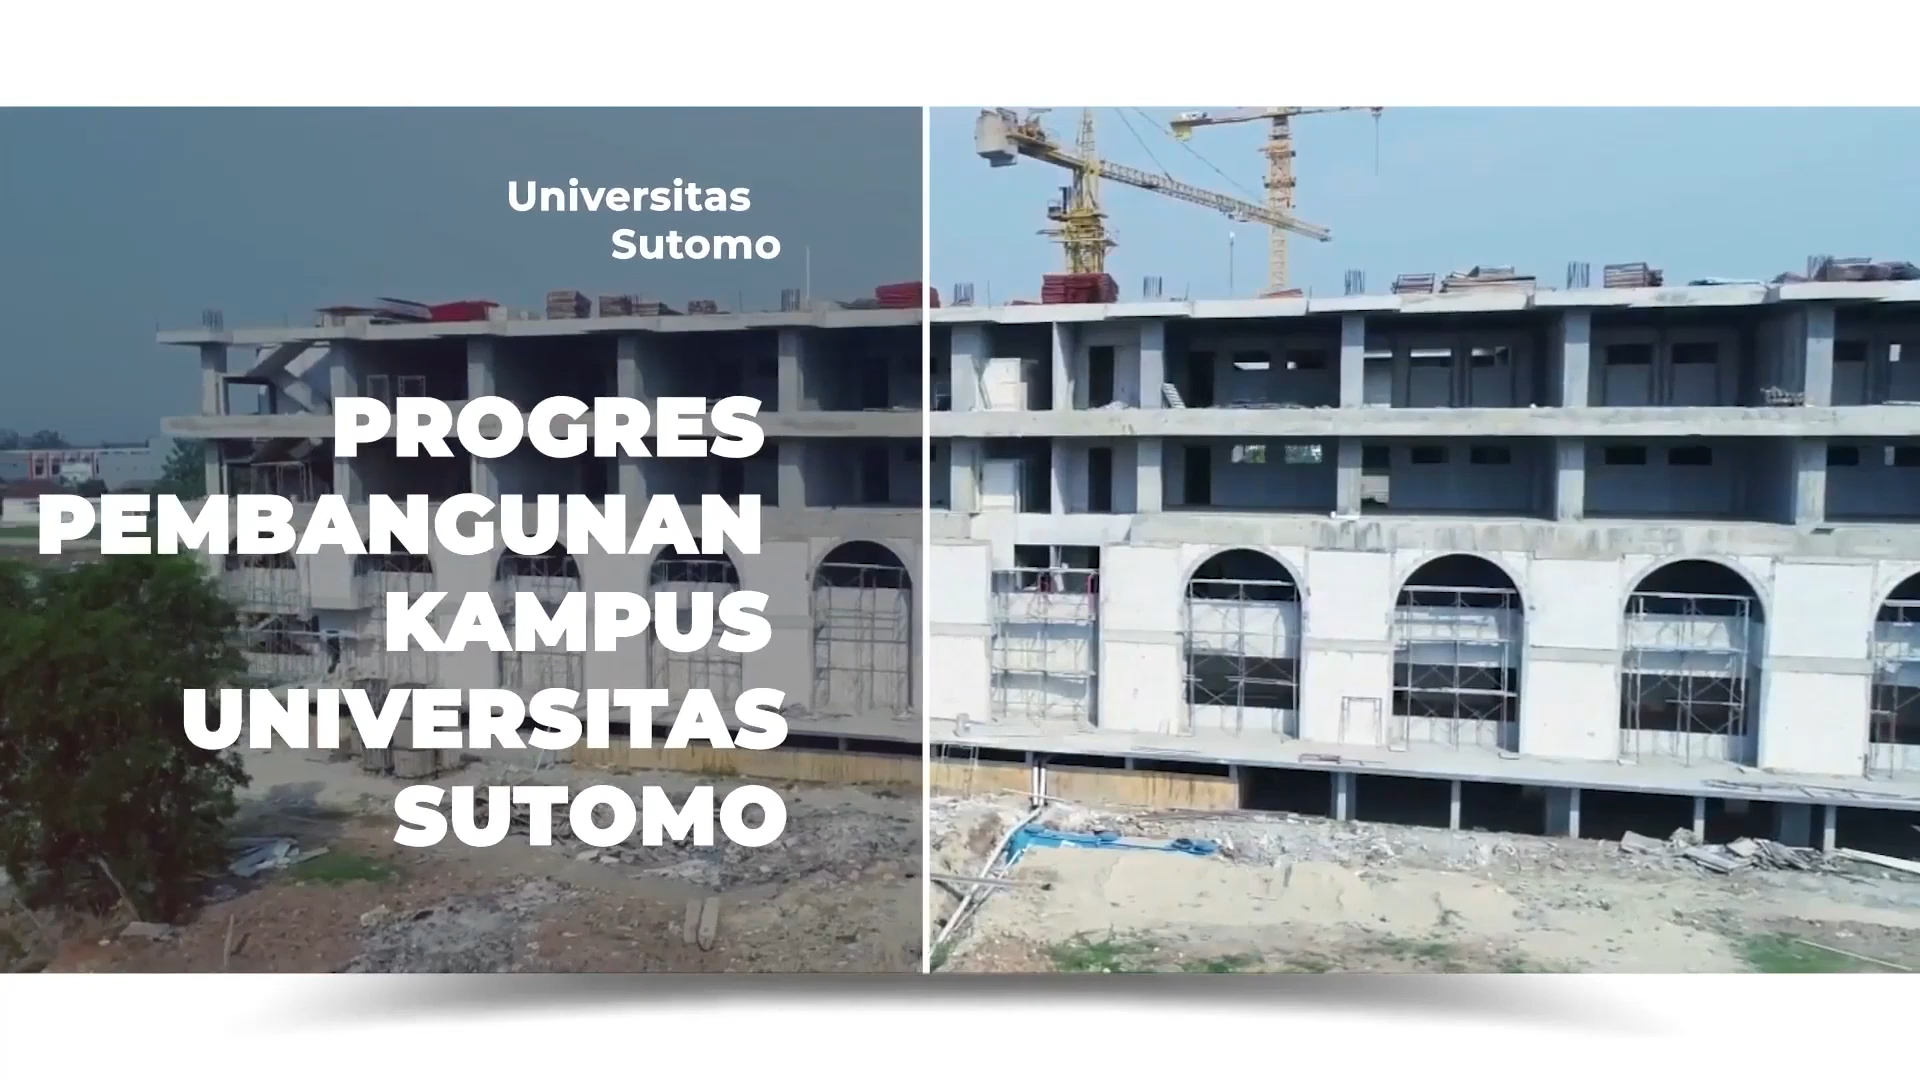 Universitas
Sutomo
PROGRES
PEMBANGUNAN
KAMPUS
UNIVERSITAS
SUTOMO